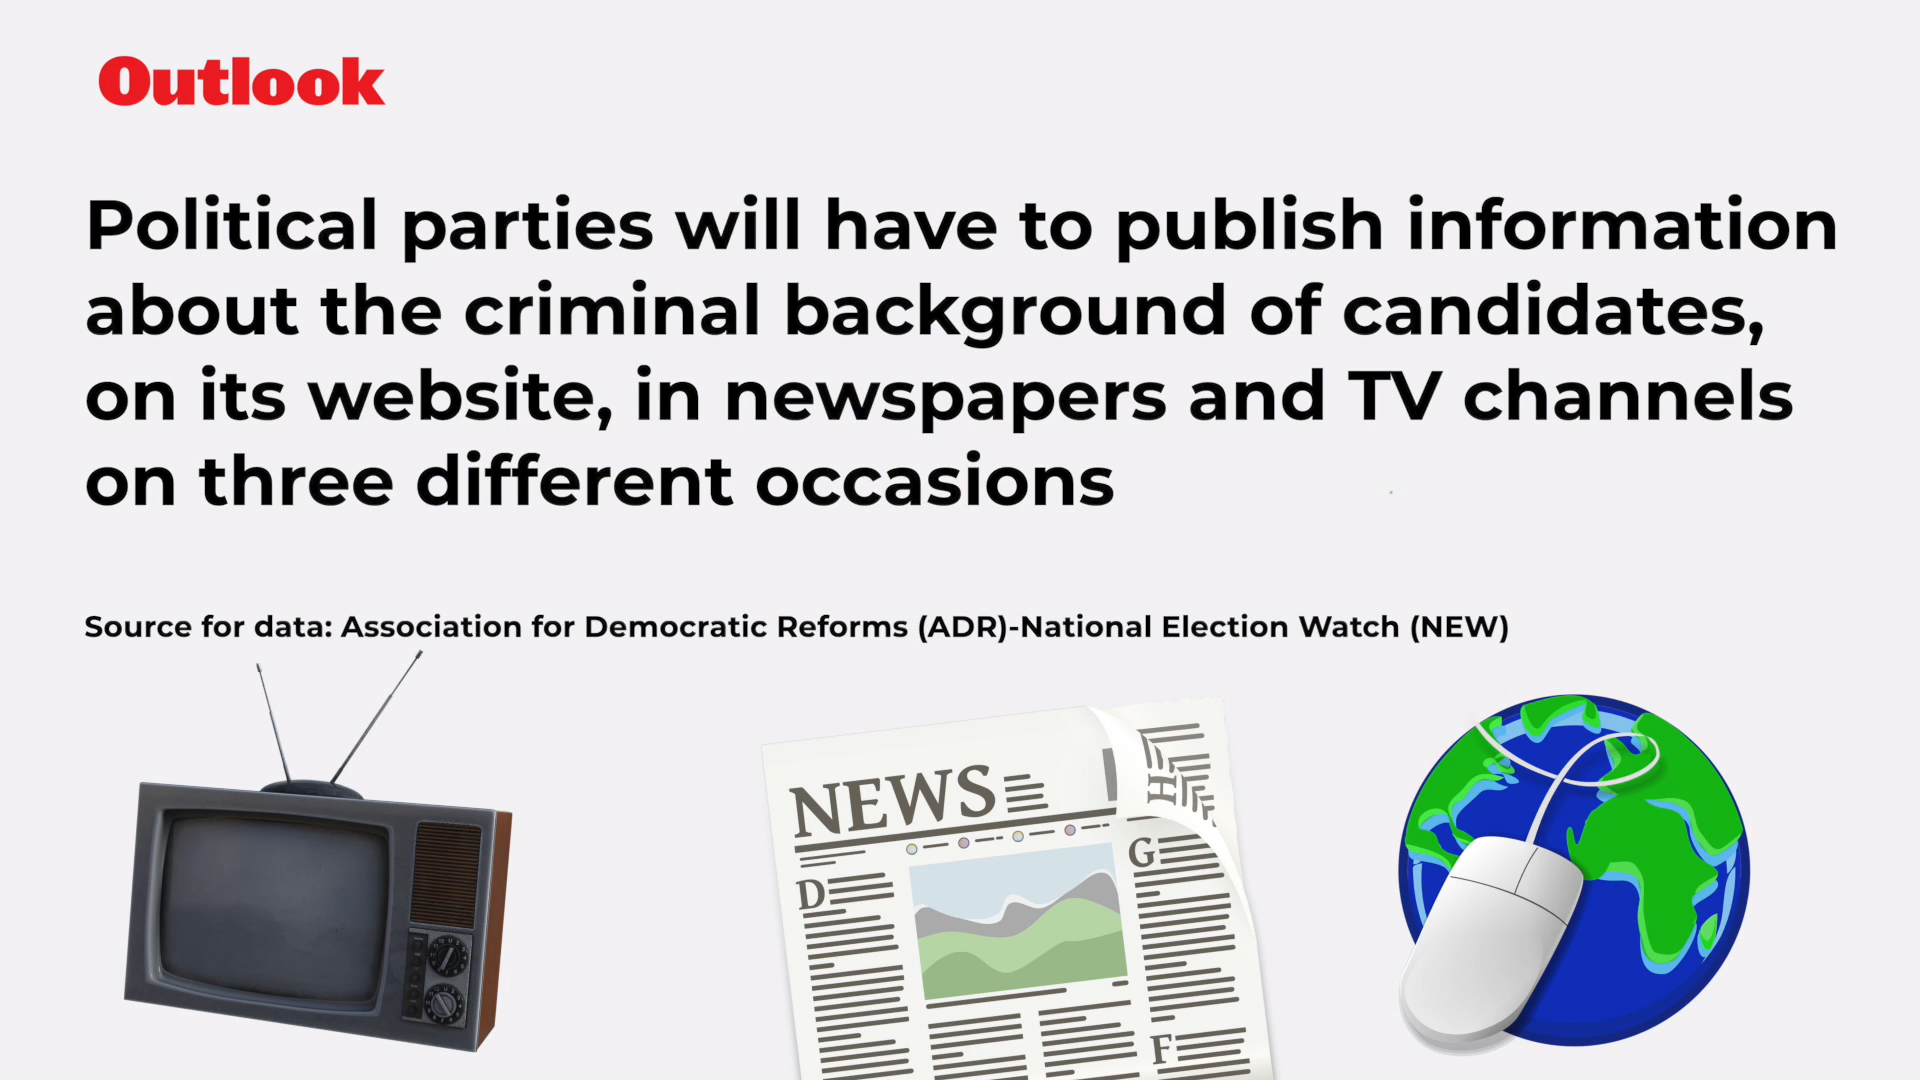 Outlook
Political parties will have to publish information
about the criminal background of candidates,
on its website, in newspapers and TV channels
on three different occasions
Source for data: Association for Democratic Reforms (ADR)-National Election Watch (NEW)
NEWS
H
G
D
F